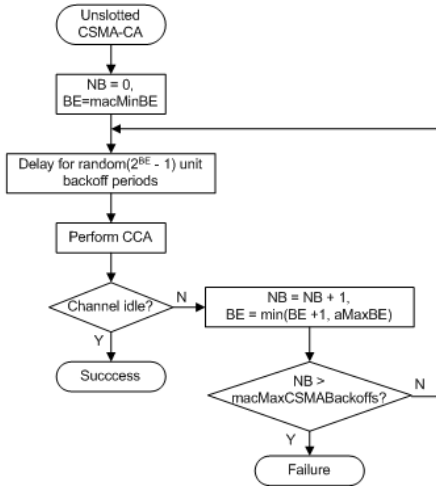 Unslotted
CSMA-CA
NB = 0,
BE=macMinBE
Delay for random(2^BE - 1) unit
backoff periods
Perform CCA
Channel idle?
N
NB = NB + 1,
BE = min(BE +1, aMaxBE)
Y
Succcess
NB >
macMaxCSMABackoffs?
N
Y
Failure